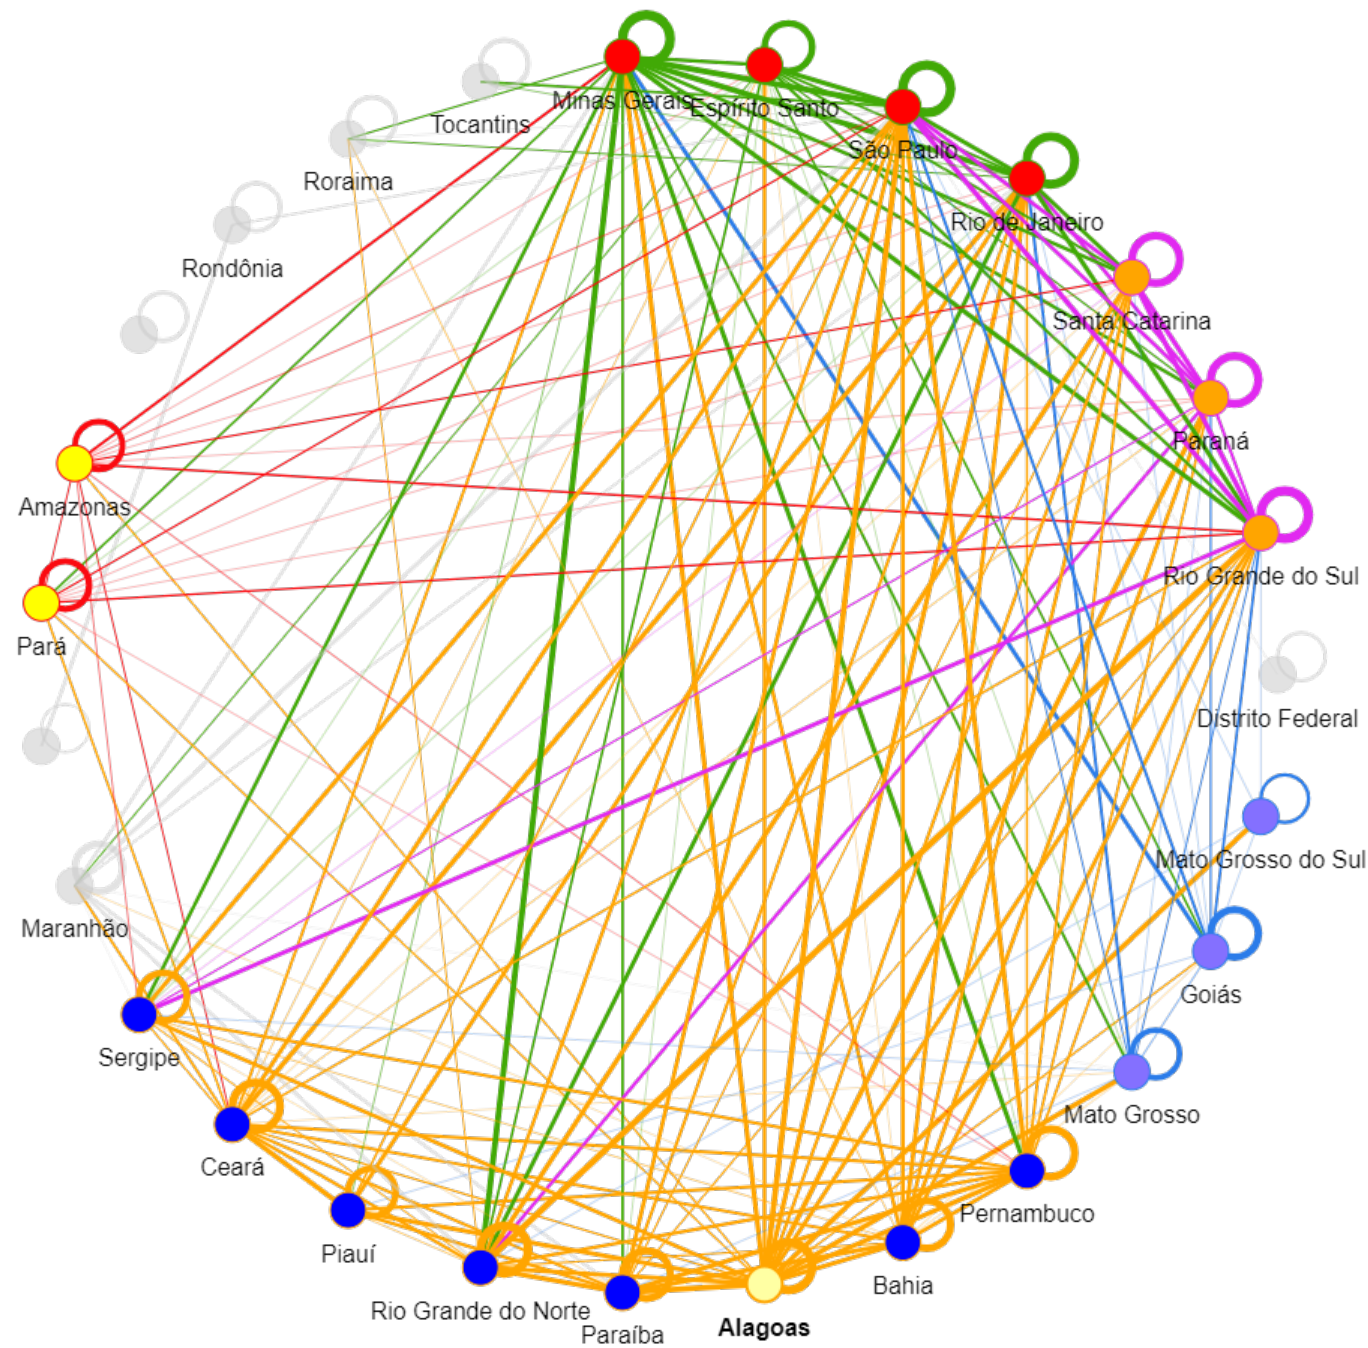 Minas Gerais
Espírito Santo
Tocantins
São Paulo
Roraima
Rio de Janeiro
Rondônia
Santa Catarina
Paraná
Amazonas
Rio Grande do Sul
Pará
Distrito Federal
Mato Grosso do Sul
Maranhão
Goiás
Sergipe
Mato Grosso
Ceará
Pernambuco
Piauí
Bahia
Rio Grande do Norte
Alagoas
Paraíba